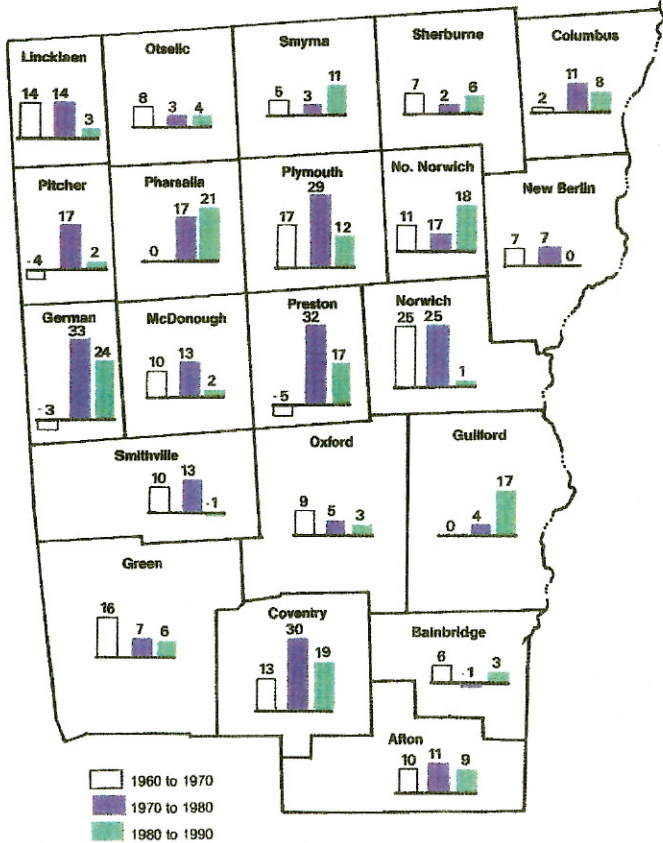 Lincklaen
14 14 3
Otselic
8 3 4
Smyrna
5 3 11
Sherburne
7 2 6
Columbus
2 11 8
Pitcher
-4 17 2
Pharsalia
0 17 21
Plymouth
17 29 12
No. Norwich
11 17 18
New Berlin
7 7 0
German
-3 33 24
McDonough
10 13 2
Preston
-5 32 17
Norwich
25 25 1
Smithville
10 13 -1
Oxford
9 5 3
Guilford
0 4 17
Green
16 7 6
Coventry
13 30 19
Bainbridge
6 -1 3
Afton
10 11 9
1960 to 1970
1970 to 1980
1980 to 1990